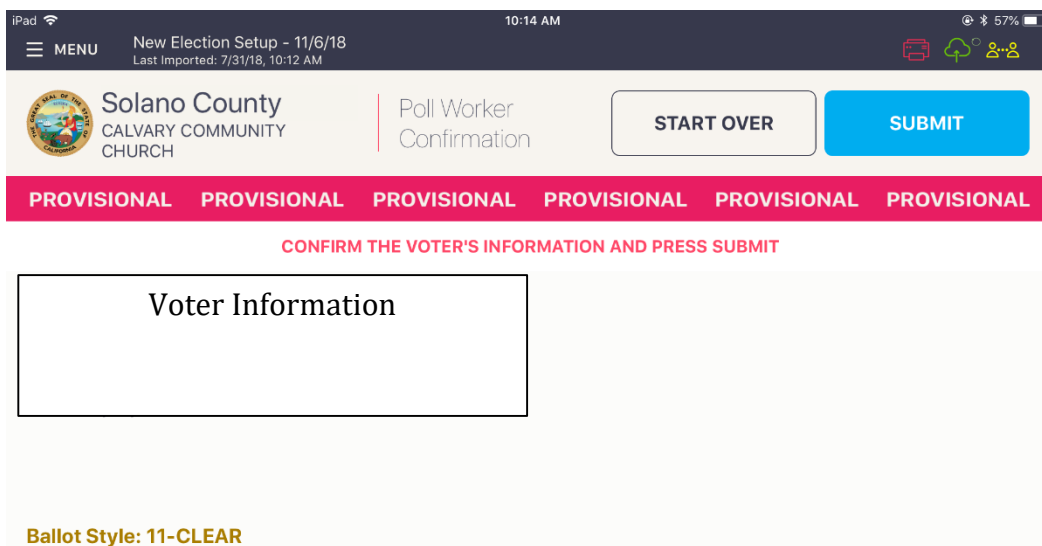 iPad 10:14 AM 57%
MENU New Election Setup - 11/6/18
Last Imported: 7/31/18, 10:12 AM
Solano County
CALVARY COMMUNITY
CHURCH
Poll Worker
Confirmation
START OVER
SUBMIT
PROVISIONAL PROVISIONAL PROVISIONAL PROVISIONAL PROVISIONAL PROVISIONAL
CONFIRM THE VOTER'S INFORMATION AND PRESS SUBMIT
Voter Information
Ballot Style: 11-CLEAR